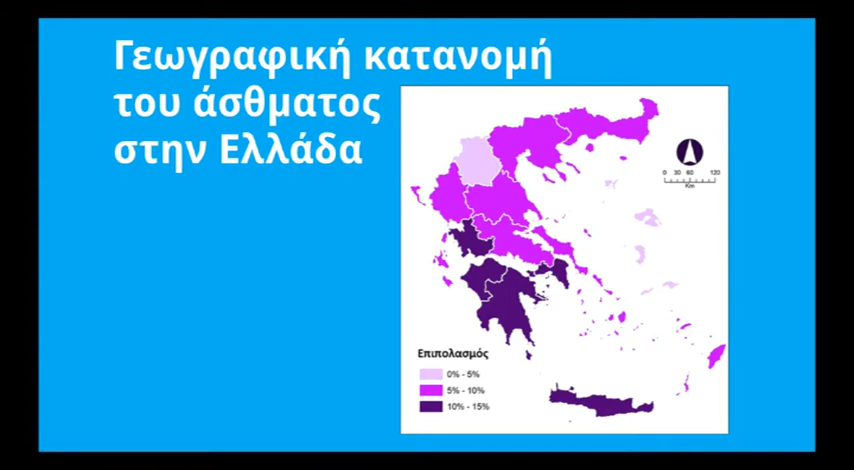 Γεωγραφική κατανομή
του άσθματος
στην Ελλάδα
0 30 60 120
Km
Επιπολασμός
0% - 5%
5% - 10%
10% - 15%